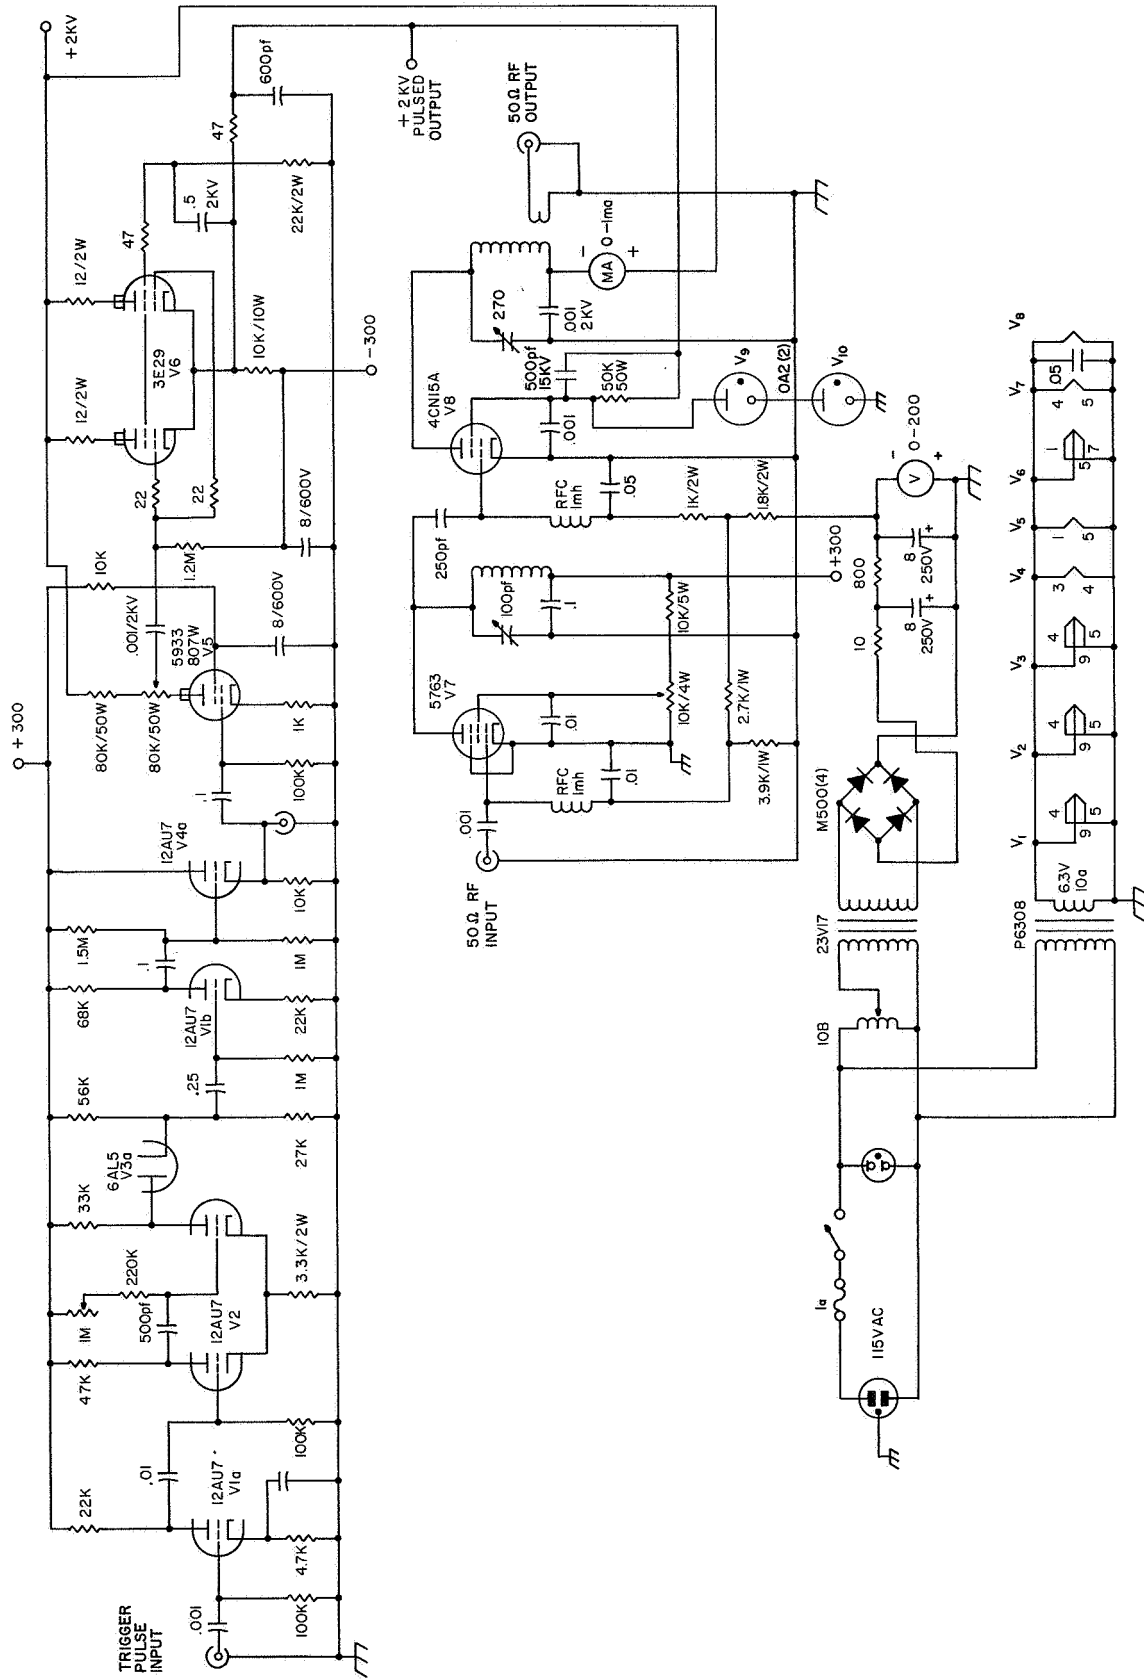 TRIGGER
PULSE
INPUT
.001
100K
22K
12AU7
V1a
4.7K
.01
100K
47K
1M
220K
500pf
12AU7
V2
33K
3.3K/2W
6AL5
V3a
56K
27K
.25
1M
68K
12AU7
V1b
22K
.1
1.5M
1M
12AU7
V4a
10K
+300
.1
100K
80K/50W
80K/50W
5933
807W
V5
1K
.001/2KV
10K
8/600V
1.2M
8/600V
22
22
12/2W
12/2W
3E29
V6
47
10K/10W
-300
.5
2KV
22K/2W
47
600pf
+2KV
+2KV
PULSED
OUTPUT
50Ω RF
OUTPUT
50Ω RF
INPUT
.001
RFC
1mh
.01
5763
V7
.01
10K/4W
10K/5W
100pf
.1
2.7K/1W
3.9K/1W
250pf
RFC
1mh
.05
1K/2W
1.8K/2W
+300
4CN15A
V8
.001
500pf
15KV
50K
50W
270
.001
2KV
MA
-
+
0-1ma
V9
OA2(2)
V10
115VAC
1a
10B
23V17
M500(4)
10
800
8
250V
+
8
250V
+
V
-
+
0-200
P6308
6.3V
10a
V1
4
9
5
V2
4
9
5
V3
4
9
5
V4
3
4
V5
1
5
V6
1
5
7
V7
4
5
.05
V8